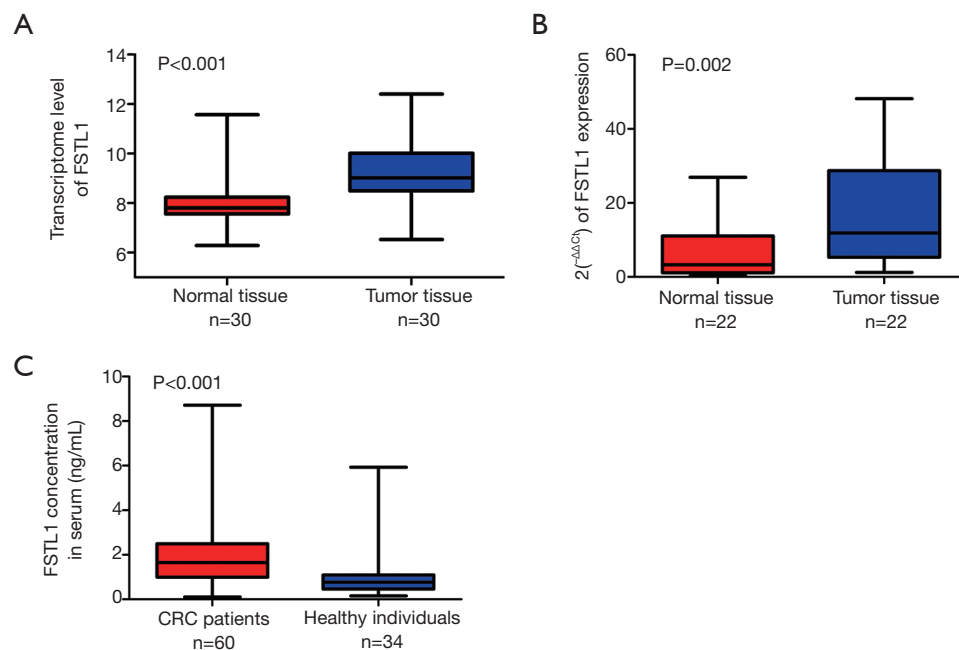 A
Transcriptome level
of FSTL1
P<0.001
14
12
10
8
6
Normal tissue
n=30
Tumor tissue
n=30
B
2(^-ΔΔCt) of FSTL1 expression
P=0.002
60
40
20
0
Normal tissue
n=22
Tumor tissue
n=22
C
FSTL1 concentration
in serum (ng/mL)
P<0.001
10
8
6
4
2
0
CRC patients
n=60
Healthy individuals
n=34